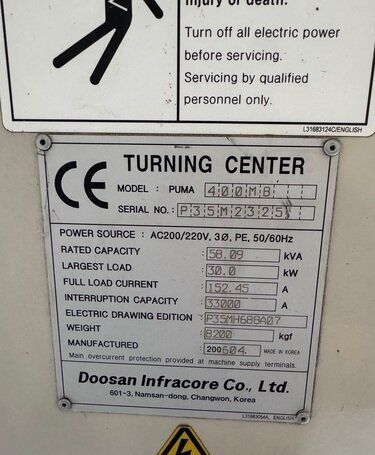 injury or death.
Turn off all electric power
before servicing.
Servicing by qualified
personnel only.
L31683124C/ENGLISH
CE TURNING CENTER
MODEL : PUMA 400MB
SERIAL NO. : P35M2325
POWER SOURCE : AC200/220V, 3Ø, PE, 50/60Hz
RATED CAPACITY 58.09 kVA
LARGEST LOAD 30.0 kW
FULL LOAD CURRENT 152.45 A
INTERRUPTION CAPACITY 33000 A
ELECTRIC DRAWING EDITION P35MH68BA07
WEIGHT 8200 kgf
MANUFACTURED 200604. MADE IN KOREA
Main overcurrent protection provided at machine supply terminals.
Doosan Infracore Co., Ltd.
601-3, Namsan-dong, Changwon, Korea
L31683054A, ENGLISH